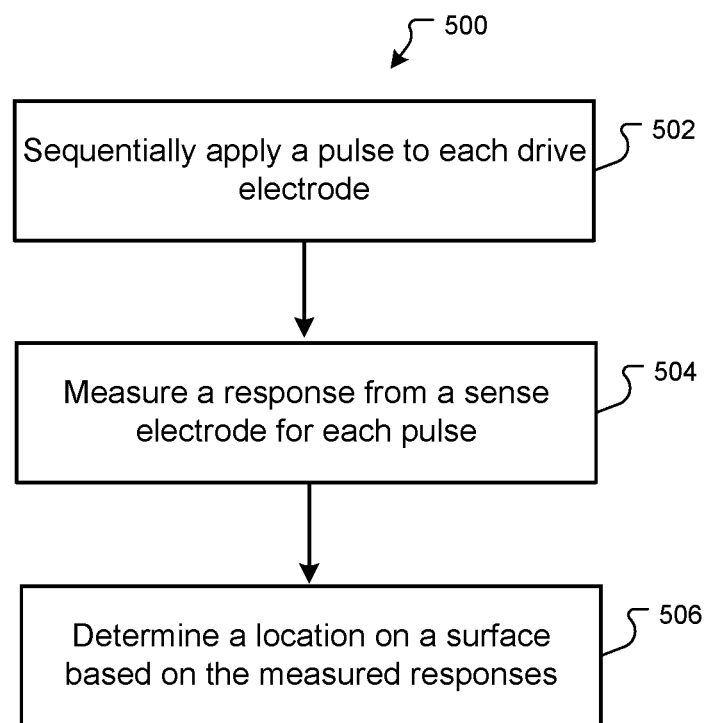 500
Sequentially apply a pulse to each drive
electrode
502
Measure a response from a sense
electrode for each pulse
504
Determine a location on a surface
based on the measured responses
506